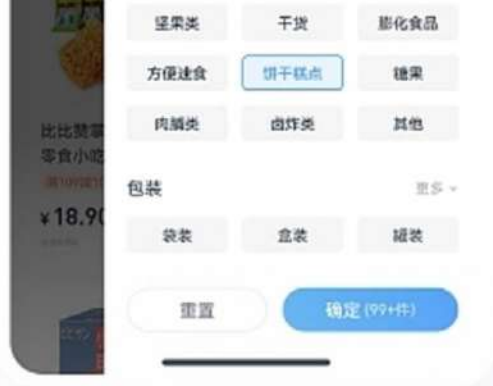 坚果类 干货 膨化食品
方便速食 饼干糕点 糖果
肉脯类 卤炸类 其他
比比赞掌
零食小吃
包装 更多
¥18.90
袋装 盒装 罐装
重置 确定 (99+件)